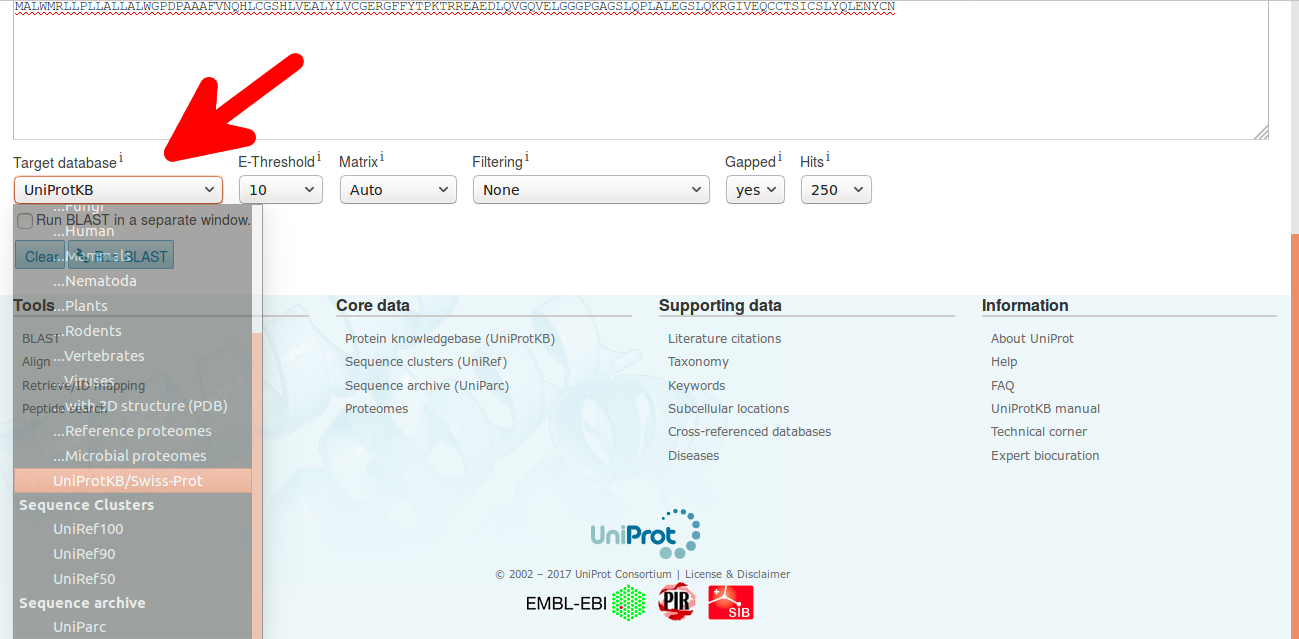 MALWMRLLPLLALLALWGPDPAAAFVNQHLCGSHLVEALYLVCGERGFFYTPKTRREAEDLQVGQVELGGGPGAGSLQPLALEGSLQKRGIVEQCCTSICSLYQLENYCN
Target database i E-Threshold i Matrix i Filtering i Gapped i Hits i
UniProtKB 10 Auto None yes 250
...Fungi
Run BLAST in a separate window.
...Human
Clear Run BLAST
...Mammals
...Nematoda
...Plants
...Rodents
...Vertebrates
...Viruses
...with 3D structure (PDB)
...Reference proteomes
...Microbial proteomes
UniProtKB/Swiss-Prot
Sequence Clusters
UniRef100
UniRef90
UniRef50
Sequence archive
UniParc
Tools
BLAST
Align
Retrieve/ID mapping
Peptide search
Core data
Protein knowledgebase (UniProtKB)
Sequence clusters (UniRef)
Sequence archive (UniParc)
Proteomes
Supporting data
Literature citations
Taxonomy
Keywords
Subcellular locations
Cross-referenced databases
Diseases
Information
About UniProt
Help
FAQ
UniProtKB manual
Technical corner
Expert biocuration
UniProt
© 2002 – 2017 UniProt Consortium | License & Disclaimer
EMBL-EBI PIR SIB